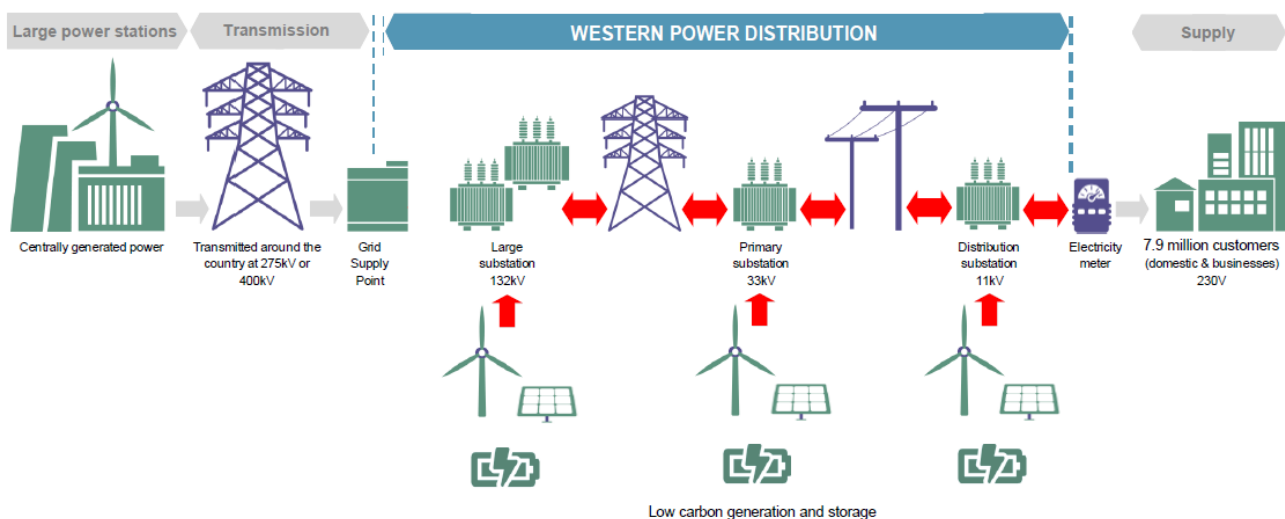 Large power stations
Transmission
WESTERN POWER DISTRIBUTION
Supply
Centrally generated power
Transmitted around the
country at 275kV or
400kV
Grid
Supply
Point
Large
substation
132kV
Primary
substation
33kV
Distribution
substation
11kV
Electricity
meter
7.9 million customers
(domestic & businesses)
230V
Low carbon generation and storage